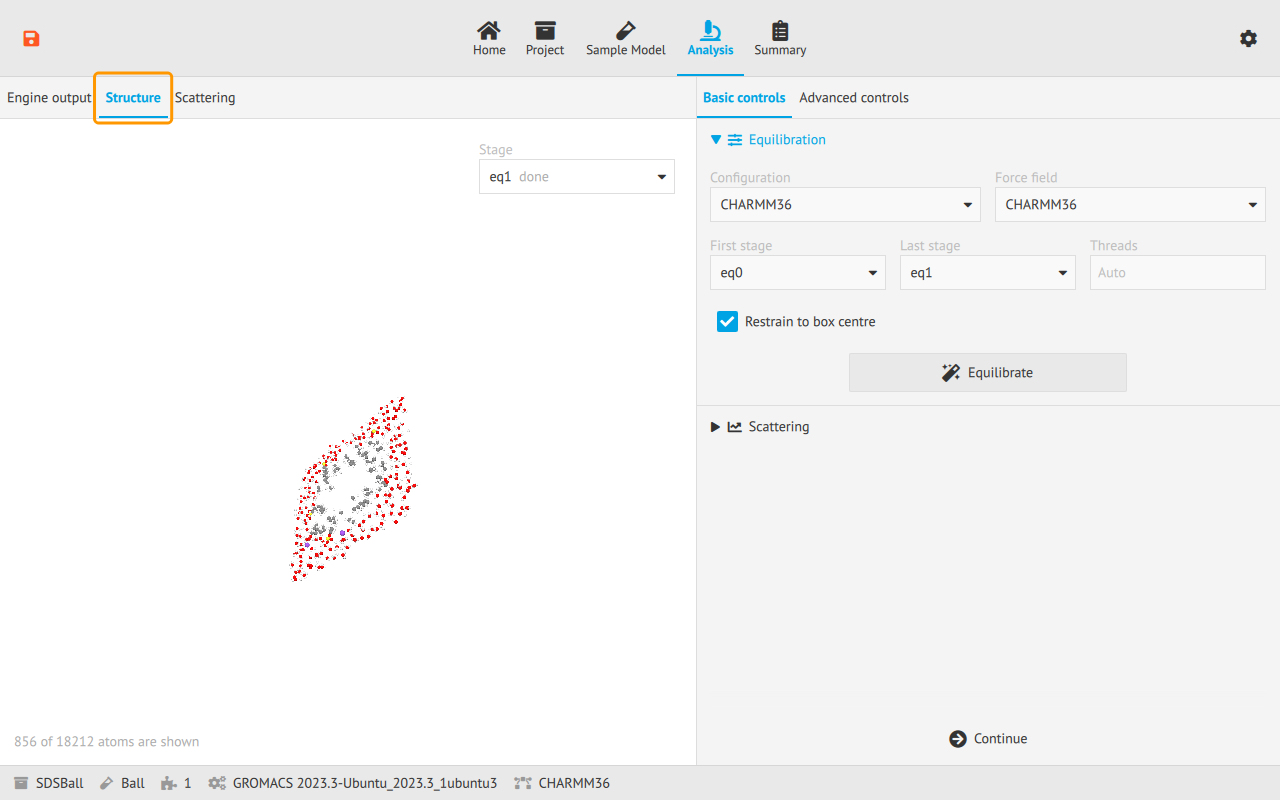 Home Project Sample Model Analysis Summary
Engine output Structure Scattering
Basic controls Advanced controls
Stage
eq1 done
856 of 18212 atoms are shown
Equilibration
Configuration Force field
CHARMM36 CHARMM36
First stage Last stage Threads
eq0 eq1 Auto
Restrain to box centre
Equilibrate
Scattering
Continue
SDSBall Ball 1 GROMACS 2023.3-Ubuntu_2023.3_1ubuntu3 CHARMM36